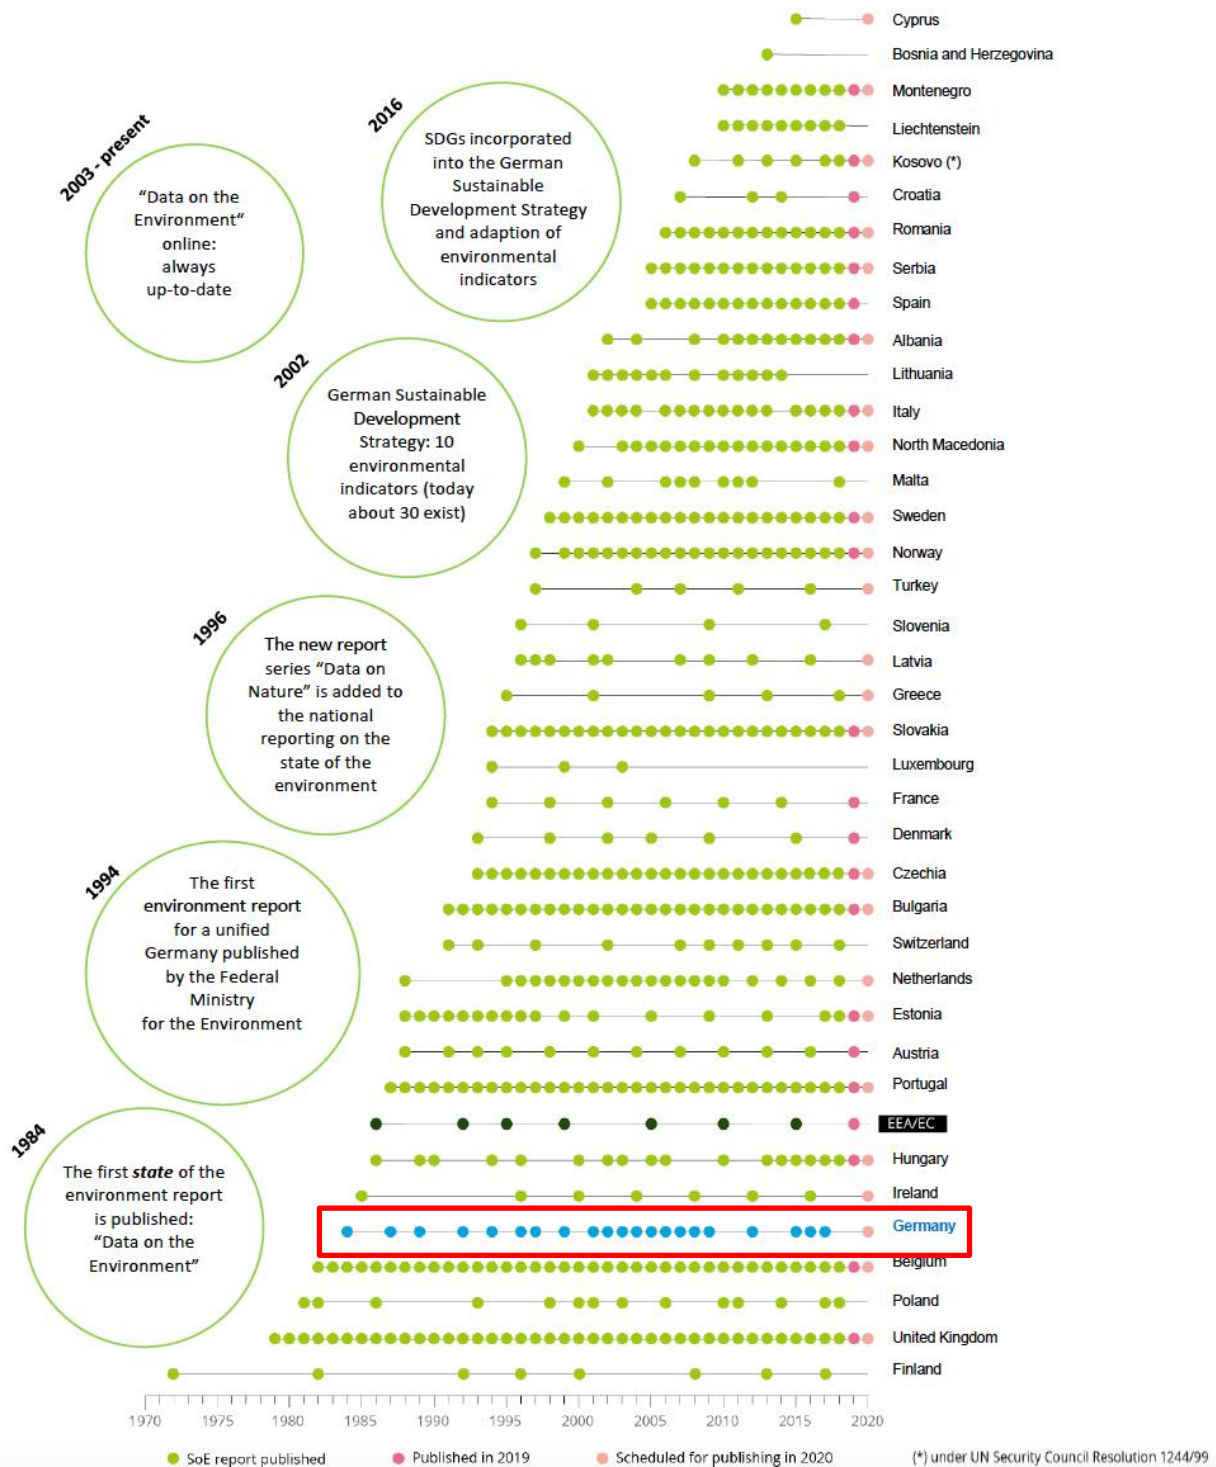 2003 - present
"Data on the
Environment"
online:
always
up-to-date
2016
SDGs incorporated
into the German
Sustainable
Development Strategy
and adaption of
environmental
indicators
2002
German Sustainable
Development
Strategy: 10
environmental
indicators (today
about 30 exist)
1996
The new report
series "Data on
Nature" is added to
the national
reporting on the
state of the
environment
1994
The first
environment report
for a unified
Germany published
by the Federal
Ministry
for the Environment
1984
The first state of the
environment report
is published:
"Data on the
Environment"
Cyprus
Bosnia and Herzegovina
Montenegro
Liechtenstein
Kosovo (*)
Croatia
Romania
Serbia
Spain
Albania
Lithuania
Italy
North Macedonia
Malta
Sweden
Norway
Turkey
Slovenia
Latvia
Greece
Slovakia
Luxembourg
France
Denmark
Czechia
Bulgaria
Switzerland
Netherlands
Estonia
Austria
Portugal
EEA/EC
Hungary
Ireland
Germany
Belgium
Poland
United Kingdom
Finland
1970 1975 1980 1985 1990 1995 2000 2005 2010 2015 2020
SoE report published Published in 2019 Scheduled for publishing in 2020 (*) under UN Security Council Resolution 1244/99